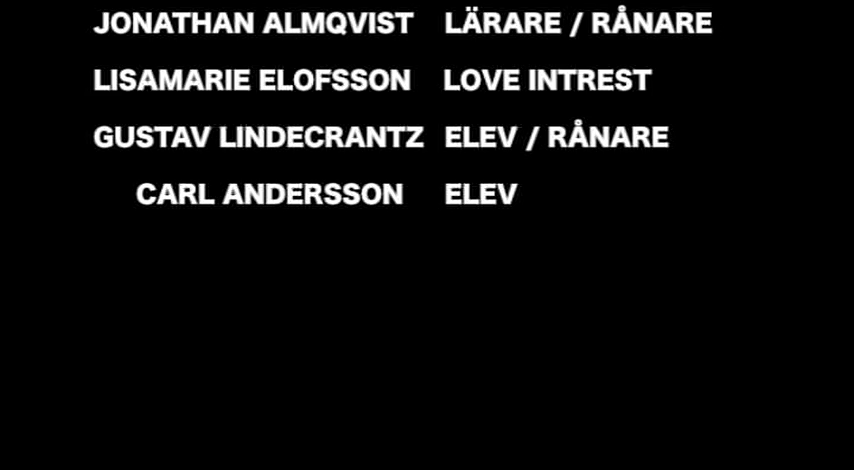 JONATHAN ALMQVIST LÄRARE / RÅNARE
LISAMARIE ELOFSSON LOVE INTREST
GUSTAV LINDECRANTZ ELEV / RÅNARE
CARL ANDERSSON ELEV